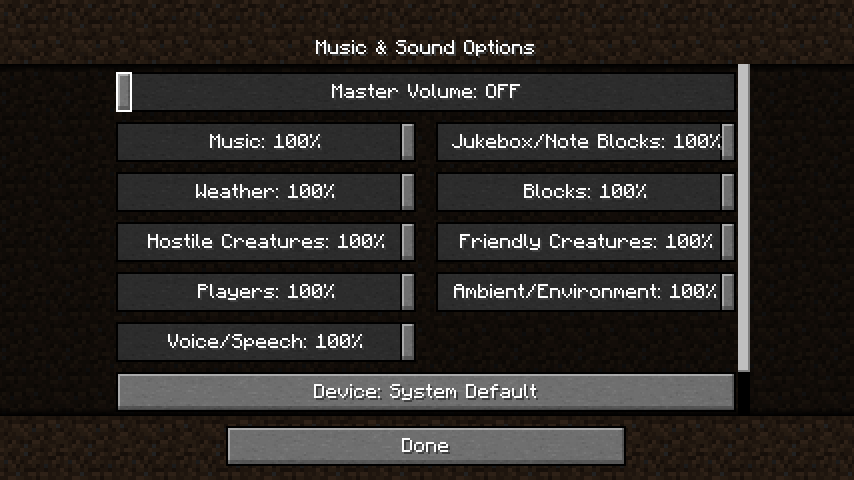 Music & Sound Options
Master Volume: OFF
Music: 100%
Jukebox/Note Blocks: 100%
Weather: 100%
Blocks: 100%
Hostile Creatures: 100%
Friendly Creatures: 100%
Players: 100%
Ambient/Environment: 100%
Voice/Speech: 100%
Device: System Default
Done